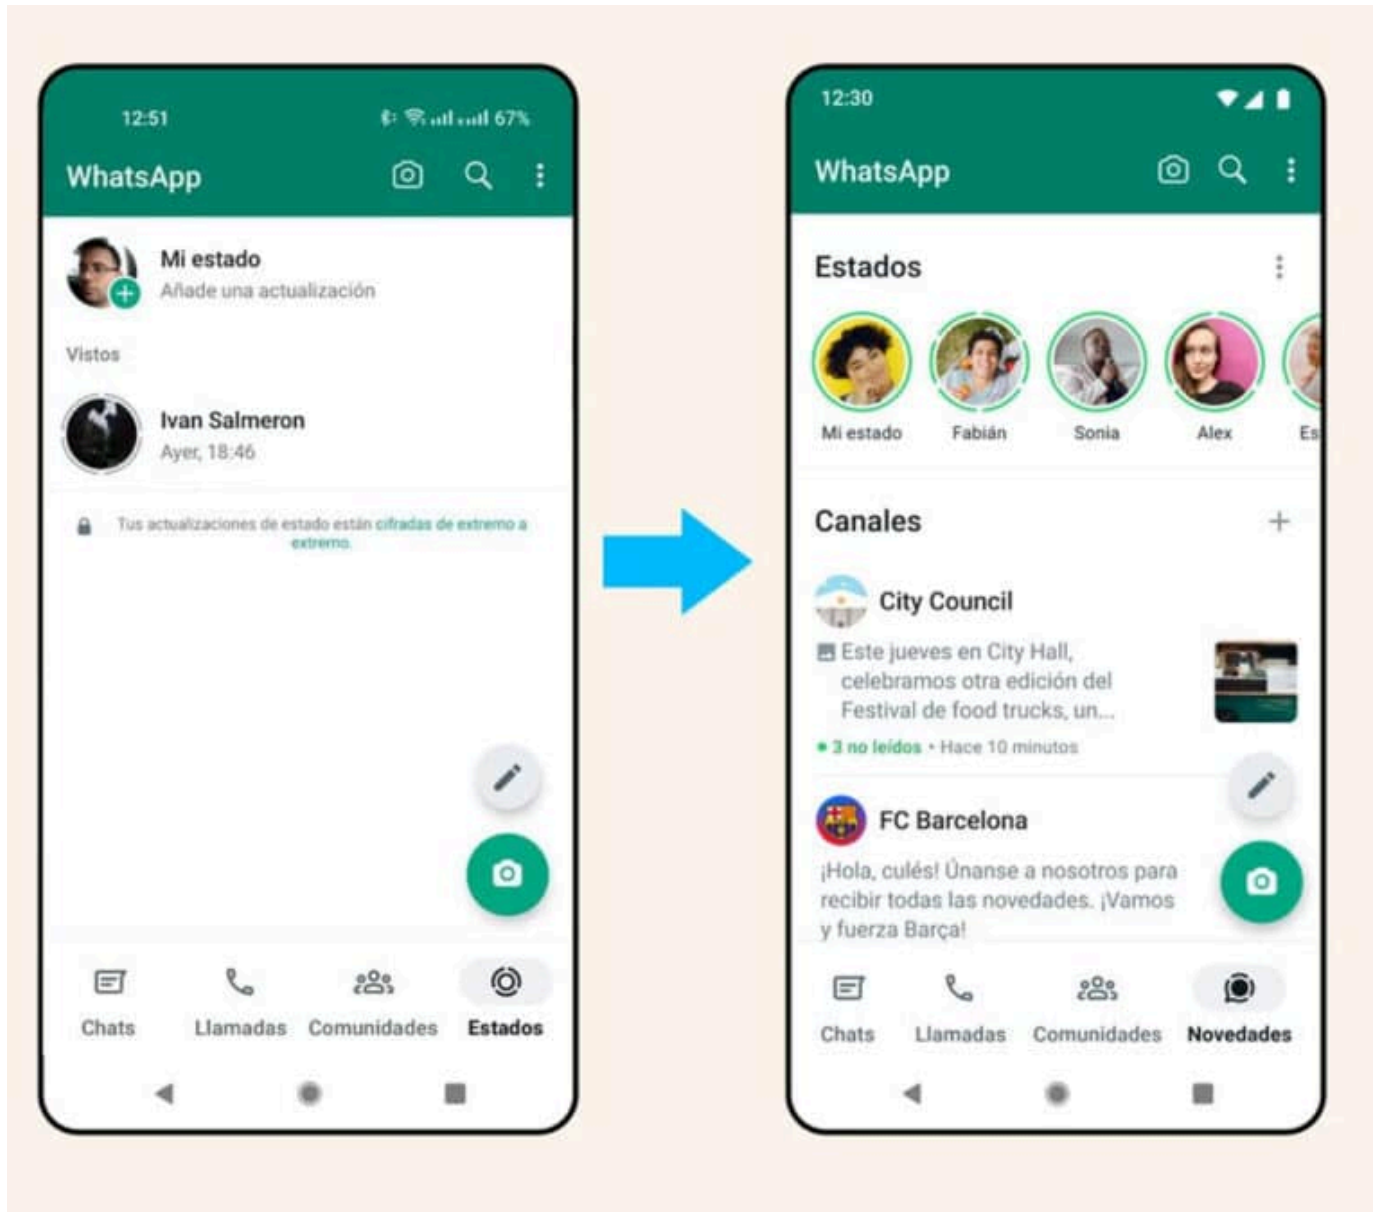 12:51
67%
WhatsApp
Mi estado
Añade una actualización
Vistos
Ivan Salmeron
Ayer, 18:46
Tus actualizaciones de estado están cifradas de extremo a
extremo.
Chats Llamadas Comunidades Estados
12:30
WhatsApp
Estados
Mi estado Fabián Sonia Alex Es
Canales
City Council
Este jueves en City Hall,
celebramos otra edición del
Festival de food trucks, un...
3 no leídos • Hace 10 minutos
FC Barcelona
¡Hola, culés! Únanse a nosotros para
recibir todas las novedades. ¡Vamos
y fuerza Barça!
Chats Llamadas Comunidades Novedades